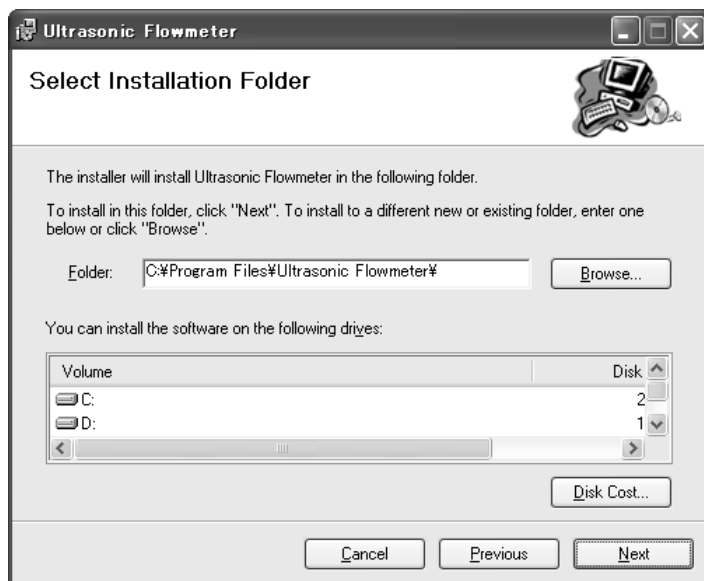 Ultrasonic Flowmeter
Select Installation Folder
The installer will install Ultrasonic Flowmeter in the following folder.
To install in this folder, click "Next". To install to a different new or existing folder, enter one
below or click "Browse".
Folder: C:¥Program Files¥Ultrasonic Flowmeter¥ Browse...
You can install the software on the following drives:
Volume Disk
C: 2
D: 1
Disk Cost...
Cancel Previous Next